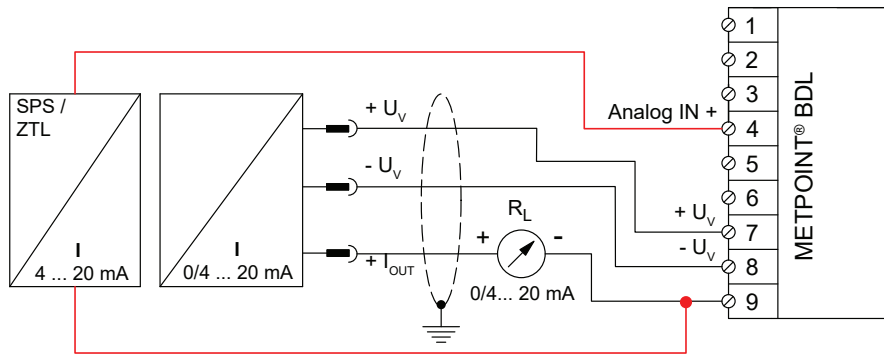 SPS /
ZTL
I
4 ... 20 mA
I
0/4 ... 20 mA
+ UV
- UV
+ IOUT
RL
+ -
0/4... 20 mA
Analog IN +
+ UV
- UV
1
2
3
4
5
6
7
8
9
METPOINT® BDL